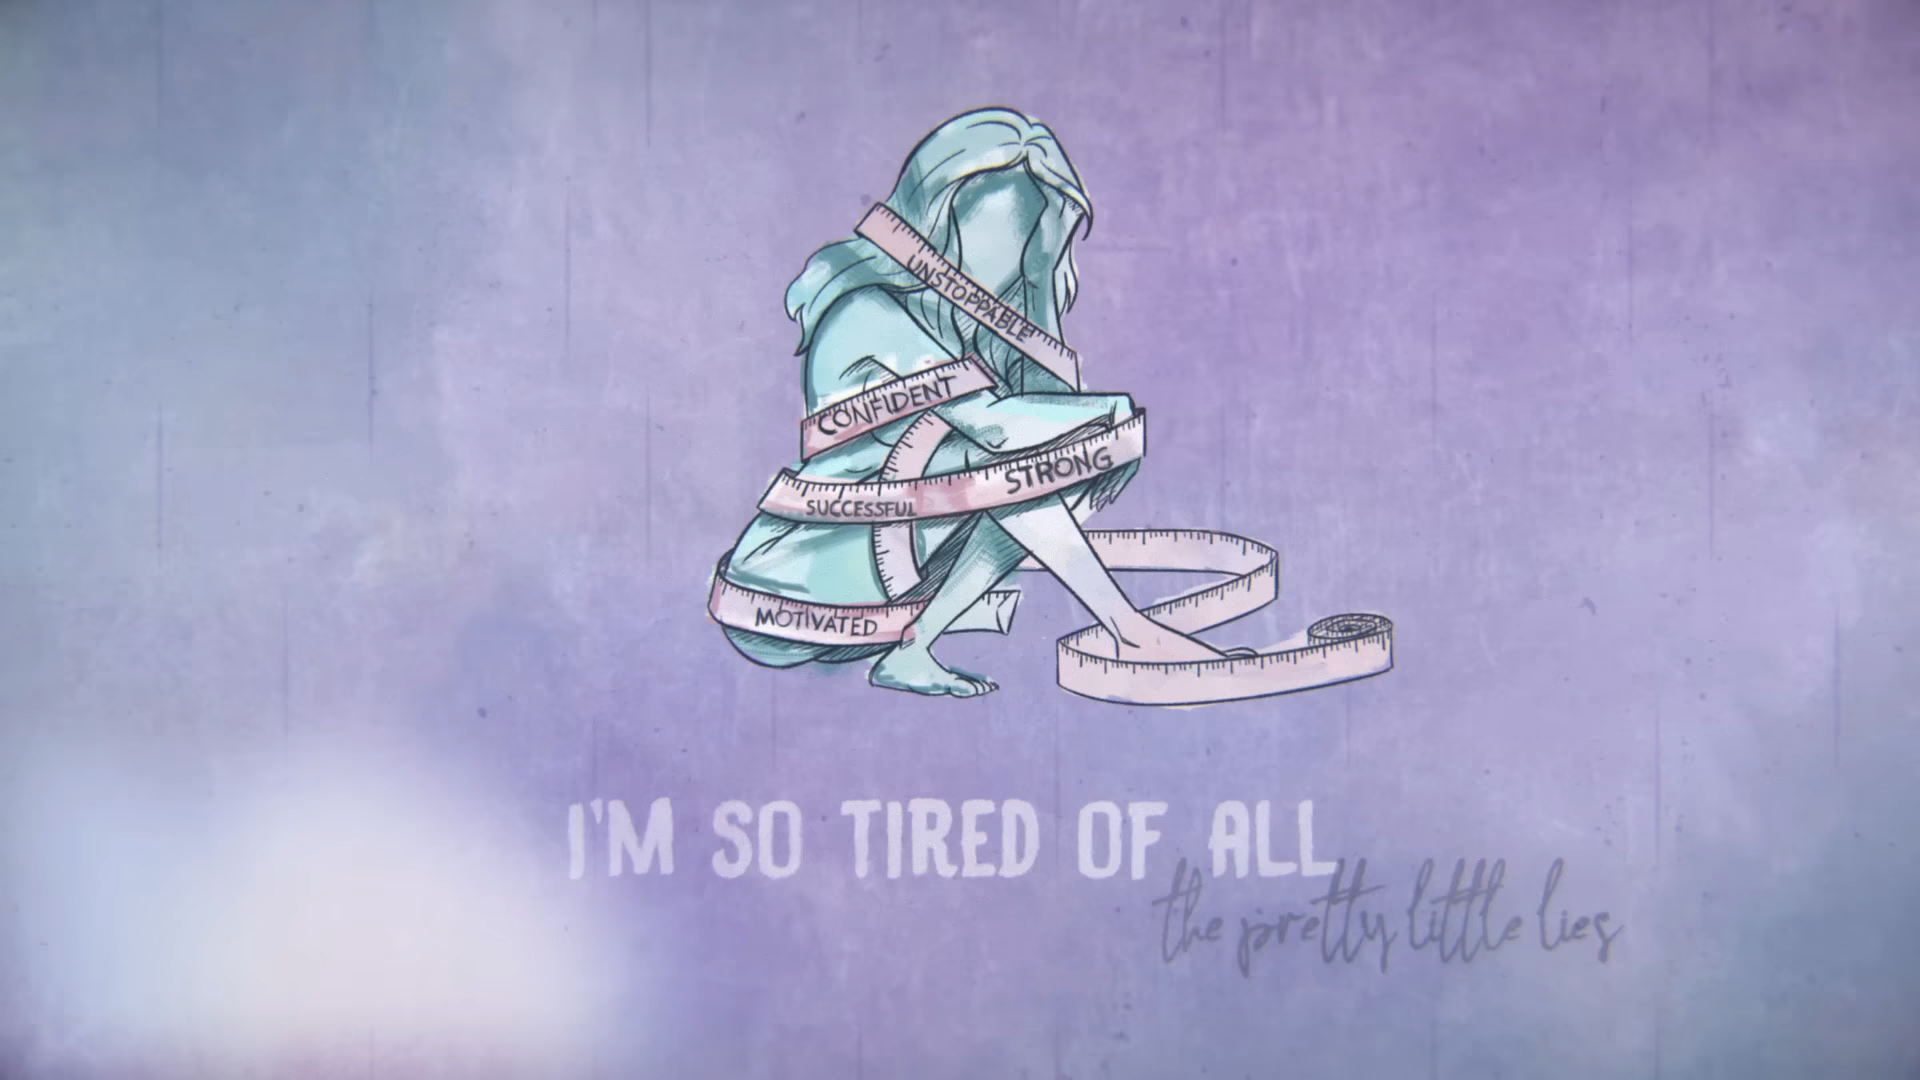 UNSTOPPABLE
CONFIDENT
STRONG
SUCCESSFUL
MOTIVATED
I'M SO TIRED OF ALL
the pretty little lies